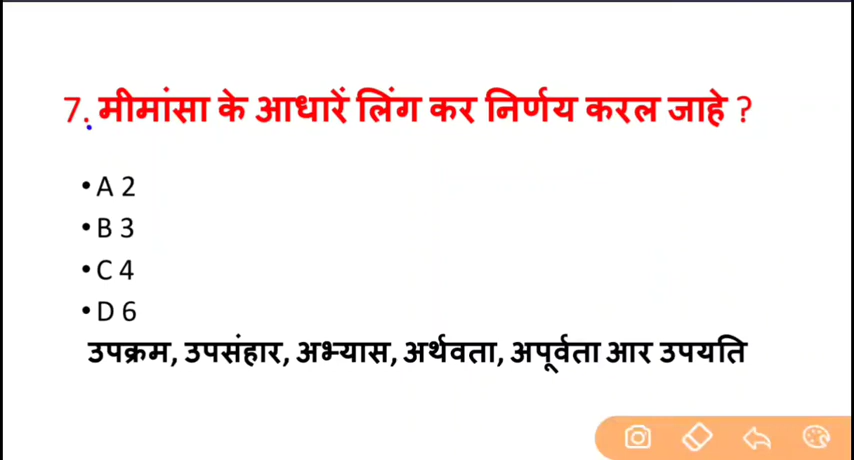 7. मीमांसा के आधारें लिंग कर निर्णय करल जाहे ?
• A 2
• B 3
• C 4
• D 6
उपक्रम, उपसंहार, अभ्यास, अर्थवता, अपूर्वता आर उपयति